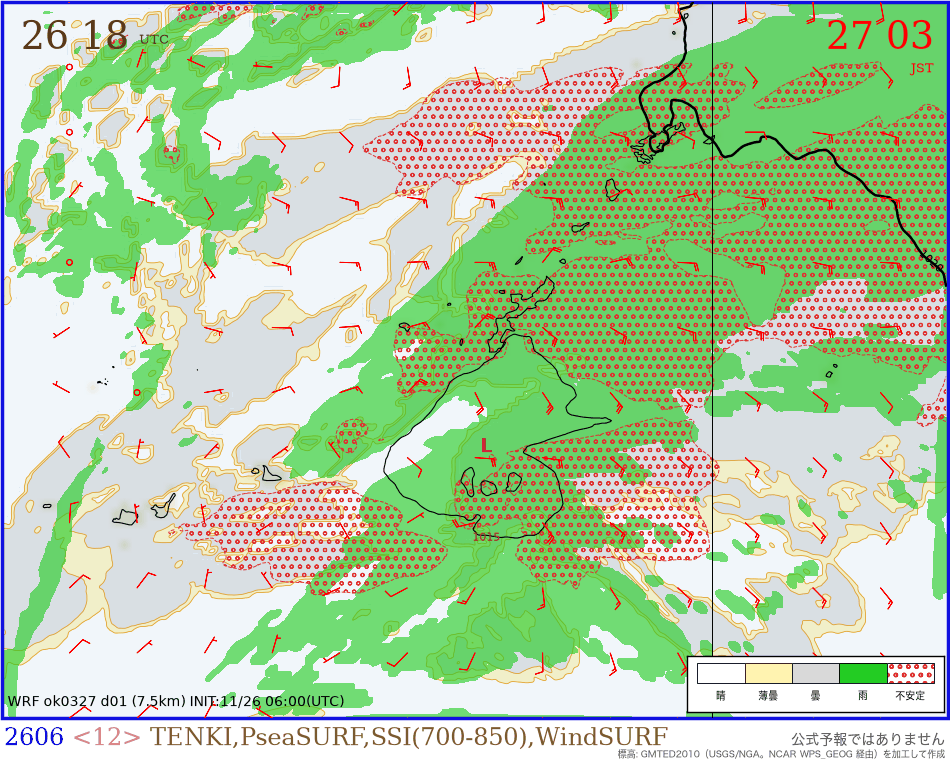 26 18 UTC
27 03
JST
L
1015
WRF ok0327 d01 (7.5km) INIT:11/26 06:00(UTC)
晴 薄曇 曇 雨 不安定
2606 <12> TENKI,PseaSURF,SSI(700-850),WindSURF
公式予報ではありません
標高: GMTED2010（USGS/NGA。NCAR WPS_GEOG 経由）を加工して作成